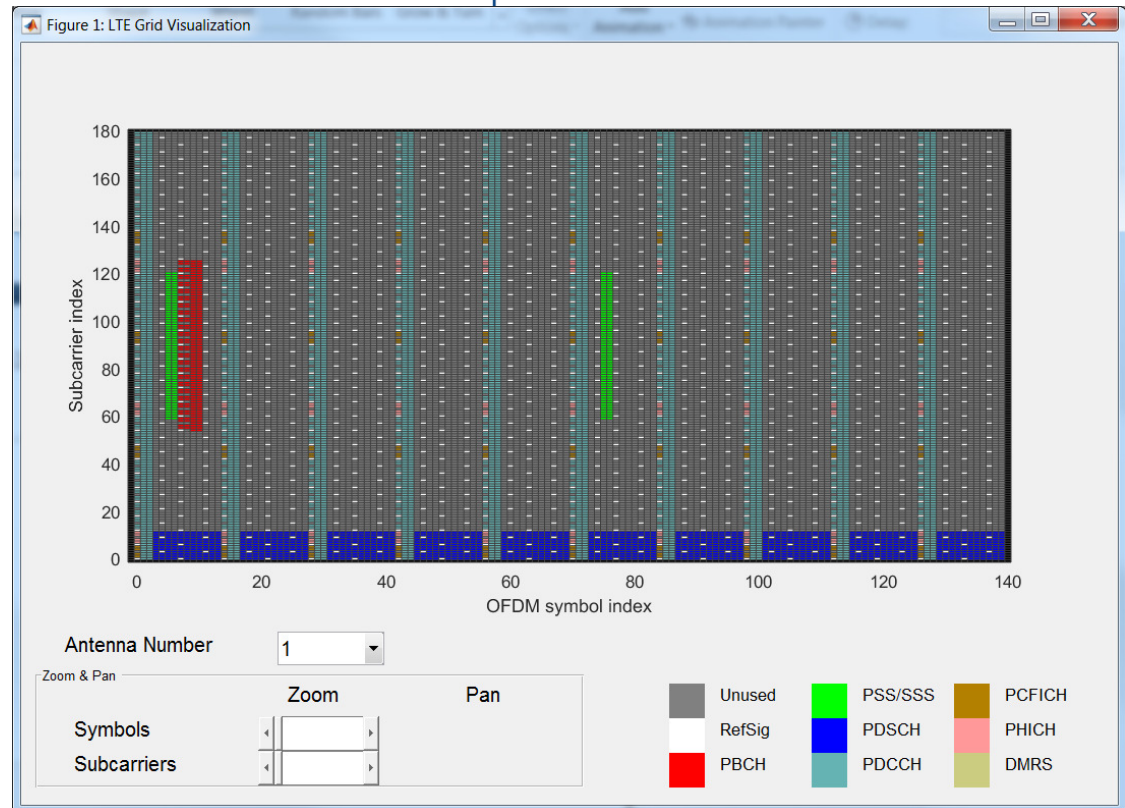 Figure 1: LTE Grid Visualization
180
160
140
120
100
80
60
40
20
0
Subcarrier index
0 20 40 60 80 100 120 140
OFDM symbol index
Antenna Number 1
Zoom & Pan
Zoom Pan
Symbols
Subcarriers
Unused PSS/SSS PCFICH
RefSig PDSCH PHICH
PBCH PDCCH DMRS